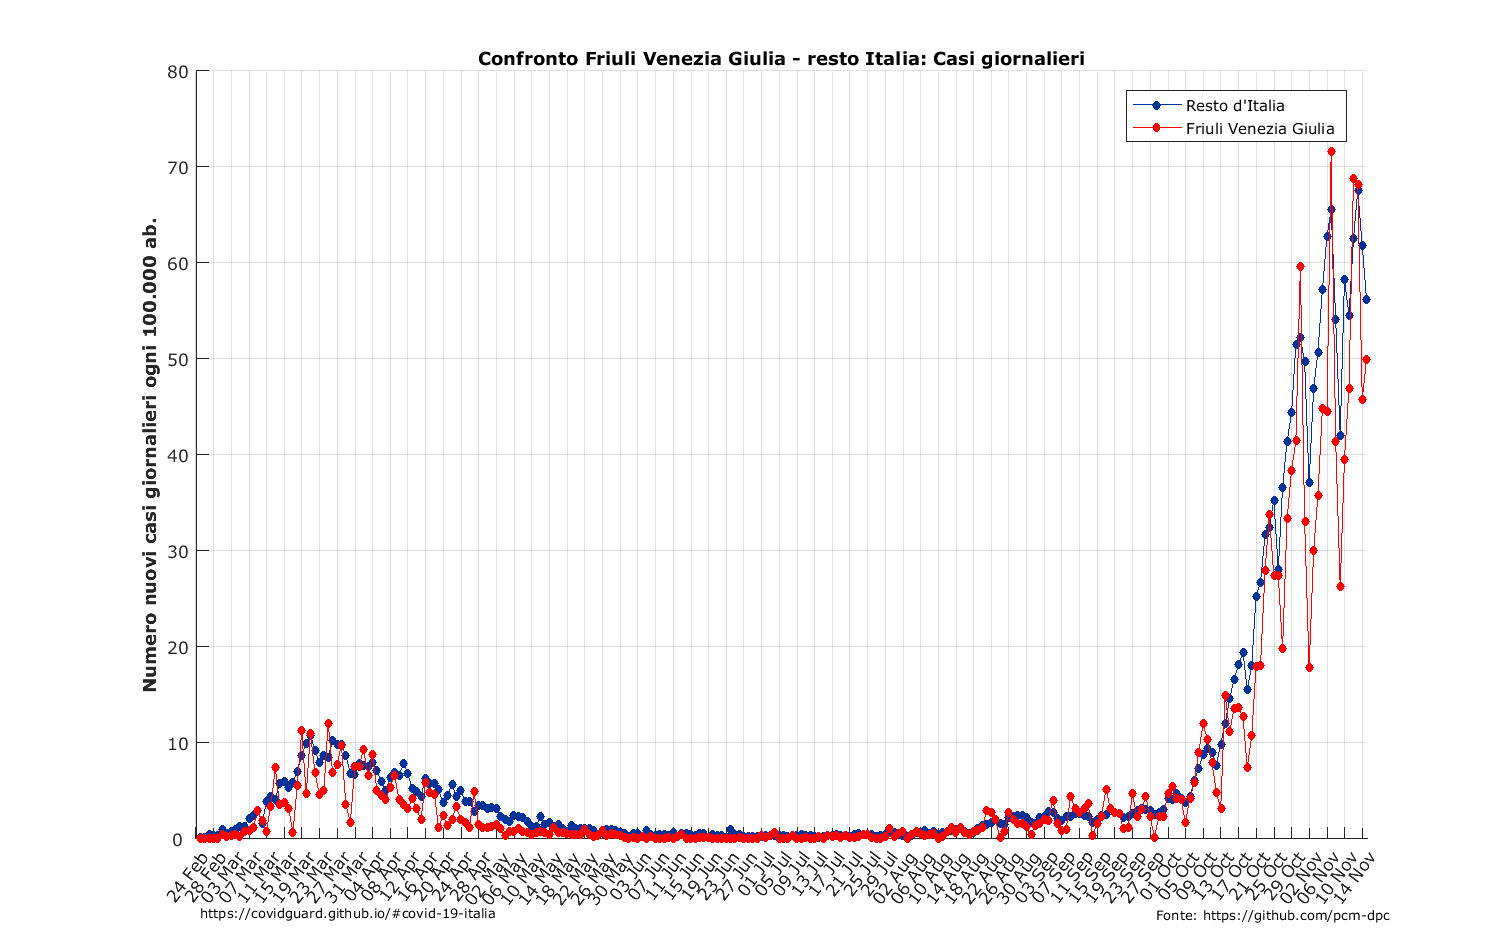 Confronto Friuli Venezia Giulia - resto Italia: Casi giornalieri
Resto d'Italia
Friuli Venezia Giulia
Numero nuovi casi giornalieri ogni 100.000 ab.
80
70
60
50
40
30
20
10
0
24 Feb
28 Feb
03 Mar
07 Mar
11 Mar
15 Mar
19 Mar
23 Mar
27 Mar
31 Mar
04 Apr
08 Apr
12 Apr
16 Apr
20 Apr
24 Apr
28 Apr
02 May
06 May
10 May
14 May
18 May
22 May
26 May
30 May
03 Jun
07 Jun
11 Jun
15 Jun
19 Jun
23 Jun
27 Jun
01 Jul
05 Jul
09 Jul
13 Jul
17 Jul
21 Jul
25 Jul
29 Jul
02 Aug
06 Aug
10 Aug
14 Aug
18 Aug
22 Aug
26 Aug
30 Aug
03 Sep
07 Sep
11 Sep
15 Sep
19 Sep
23 Sep
27 Sep
01 Oct
05 Oct
09 Oct
13 Oct
17 Oct
21 Oct
25 Oct
29 Oct
02 Nov
06 Nov
10 Nov
14 Nov
https://covidguard.github.io/#covid-19-italia
Fonte: https://github.com/pcm-dpc